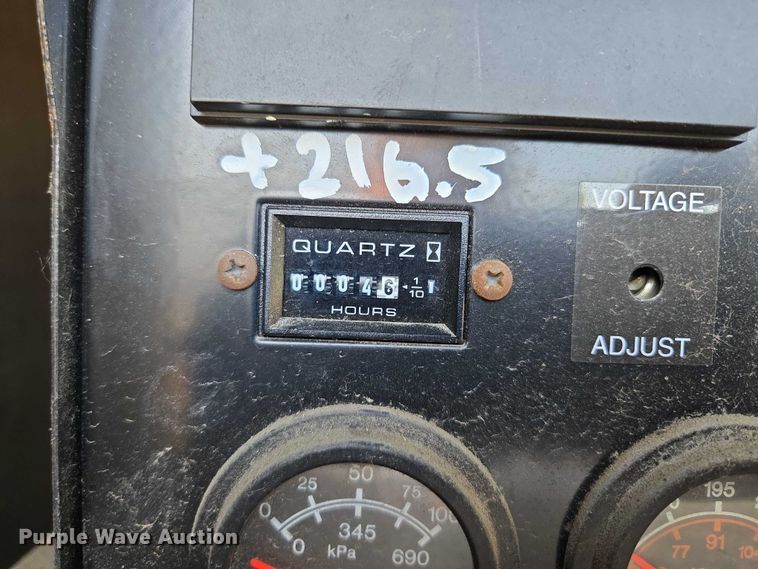 +216.5
VOLTAGE
QUARTZ
00046 1/10
HOURS
ADJUST
0 25 50 75 100
0 345 690
kPa
195
77 91 104
Purple Wave Auction